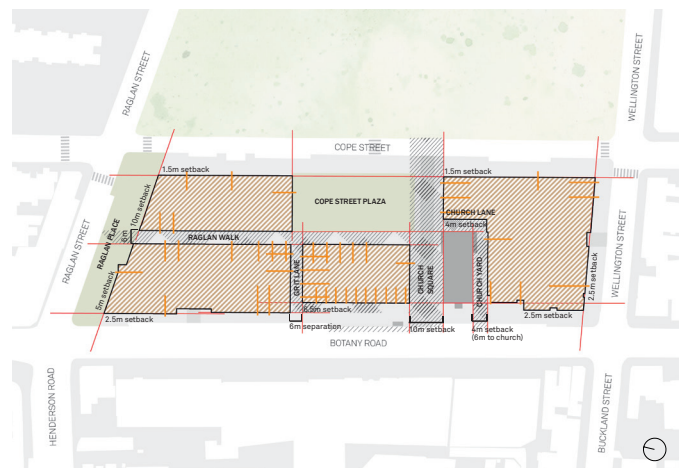 RAGLAN STREET
WELLINGTON STREET
COPE STREET
1.5m setback
1.5m setback
10m setback
COPE STREET PLAZA
CHURCH LANE
4m setback
RAGLAN STREET
RAGLAN PLACE
6m
RAGLAN WALK
WELLINGTON STREET
GRIT LANE
CHURCH
SQUARE
CHURCH YARD
5m setback
2.5m setback
2.5m setback
8.5m setback
2.5m setback
6m separation
10m setback
4m setback
(6m to church)
BOTANY ROAD
HENDERSON ROAD
BUCKLAND STREET